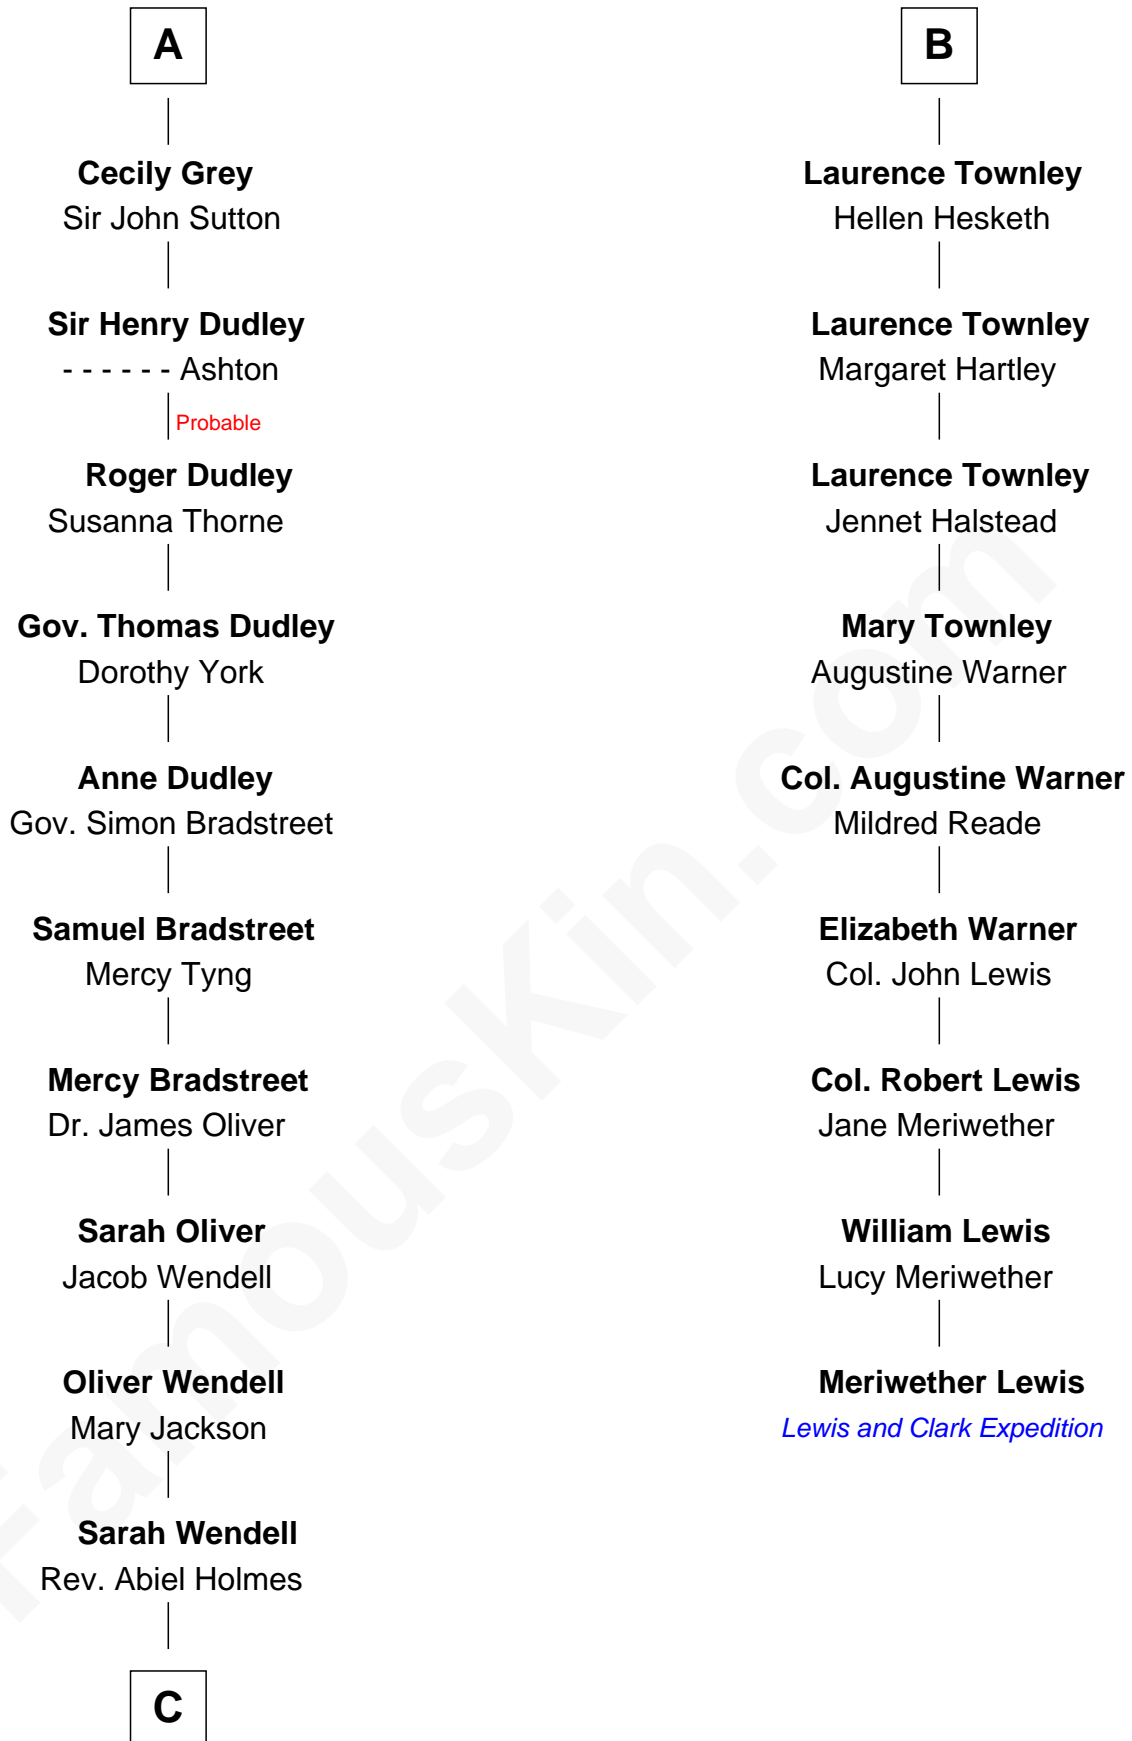 A
Cecily Grey
Sir John Sutton
Sir Henry Dudley
- - - - - - Ashton
Probable
Roger Dudley
Susanna Thorne
Gov. Thomas Dudley
Dorothy York
Anne Dudley
Gov. Simon Bradstreet
Samuel Bradstreet
Mercy Tyng
Mercy Bradstreet
Dr. James Oliver
Sarah Oliver
Jacob Wendell
Oliver Wendell
Mary Jackson
Sarah Wendell
Rev. Abiel Holmes
C
B
Laurence Townley
Hellen Hesketh
Laurence Townley
Margaret Hartley
Laurence Townley
Jennet Halstead
Mary Townley
Augustine Warner
Col. Augustine Warner
Mildred Reade
Elizabeth Warner
Col. John Lewis
Col. Robert Lewis
Jane Meriwether
William Lewis
Lucy Meriwether
Meriwether Lewis
Lewis and Clark Expedition
FamousKin.com